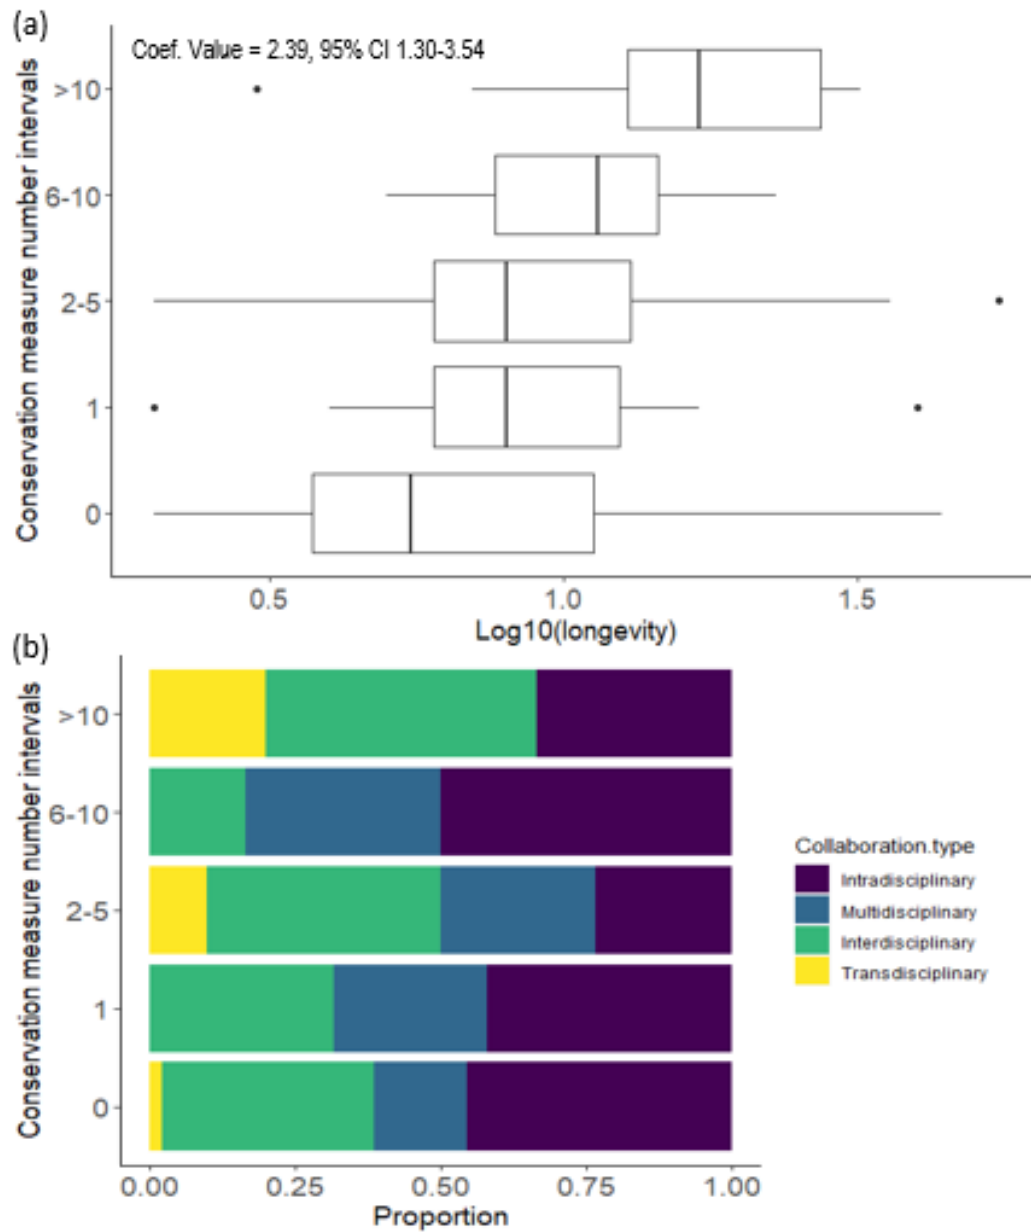 (a)
Coef. Value = 2.39, 95% CI 1.30-3.54
Conservation measure number intervals
>10
6-10
2-5
1
0
0.5 1.0 1.5
Log10(longevity)
(b)
Conservation measure number intervals
>10
6-10
2-5
1
0
0.00 0.25 0.50 0.75 1.00
Proportion
Collaboration.type
Intradisciplinary
Multidisciplinary
Interdisciplinary
Transdisciplinary